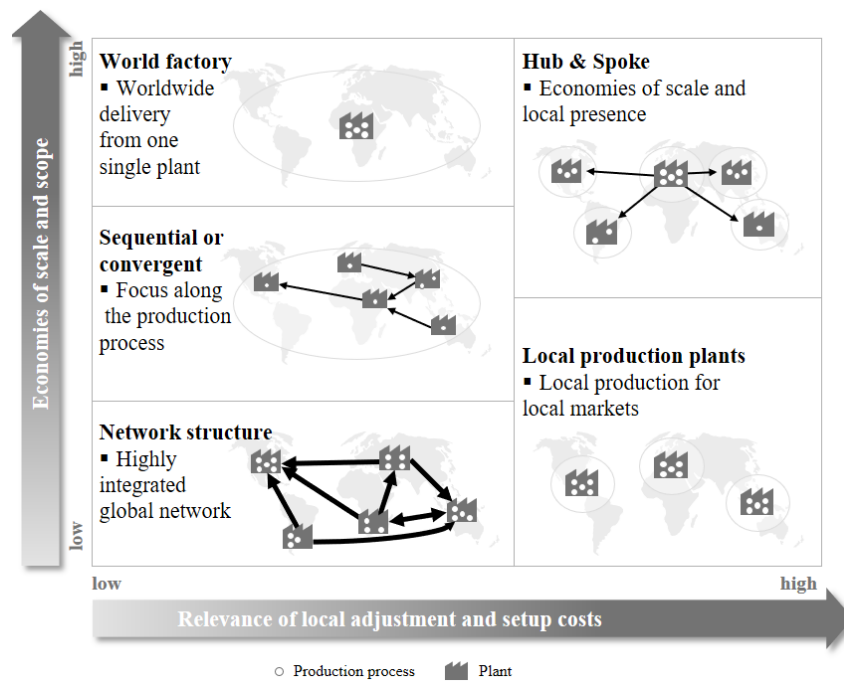 high
Economies of scale and scope
low
World factory
▪ Worldwide
delivery
from one
single plant
Sequential or
convergent
▪ Focus along
the production
process
Network structure
▪ Highly
integrated
global network
Hub & Spoke
▪ Economies of scale and
local presence
Local production plants
▪ Local production for
local markets
low
high
Relevance of local adjustment and setup costs
Production process
Plant